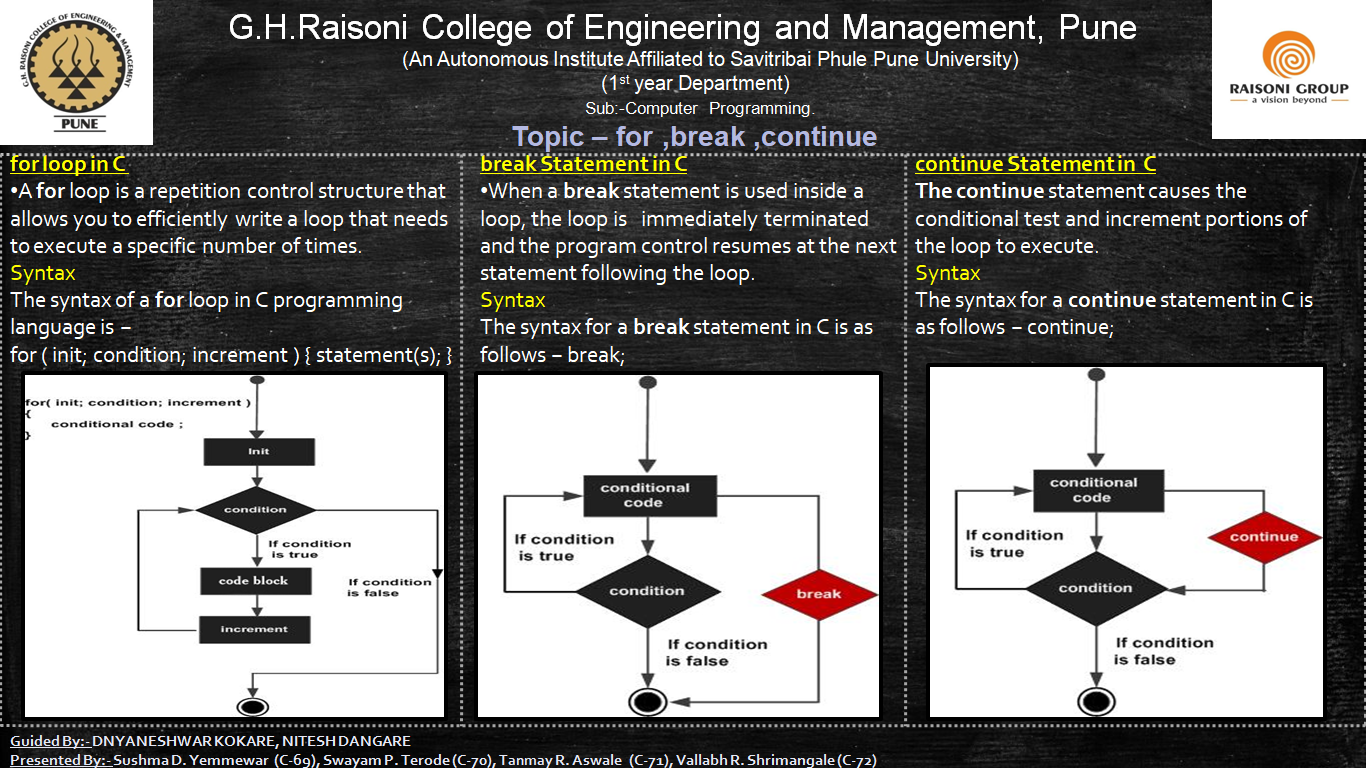 G.H. RAISONI COLLEGE OF ENGINEERING & MANAGEMENT
PUNE
G.H.Raisoni College of Engineering and Management, Pune
(An Autonomous Institute Affiliated to Savitribai Phule Pune University)
(1st year Department)
Sub:-Computer Programming.
Topic – for ,break ,continue
RAISONI GROUP
a vision beyond
for loop in C
•A for loop is a repetition control structure that
allows you to efficiently write a loop that needs
to execute a specific number of times.
Syntax
The syntax of a for loop in C programming
language is –
for ( init; condition; increment ) { statement(s); }
for( init; condition; increment )
{
conditional code ;
}
Init
condition
If condition
is true
code block
If condition
is false
increment
break Statement in C
•When a break statement is used inside a
loop, the loop is immediately terminated
and the program control resumes at the next
statement following the loop.
Syntax
The syntax for a break statement in C is as
follows – break;
conditional
code
If condition
is true
condition
break
If condition
is false
continue Statement in C
The continue statement causes the
conditional test and increment portions of
the loop to execute.
Syntax
The syntax for a continue statement in C is
as follows – continue;
conditional
code
If condition
is true
continue
condition
If condition
is false
Guided By:- DNYANESHWAR KOKARE, NITESH DANGARE
Presented By:- Sushma D. Yemmewar (C-69), Swayam P. Terode (C-70), Tanmay R. Aswale (C-71), Vallabh R. Shrimangale (C-72)